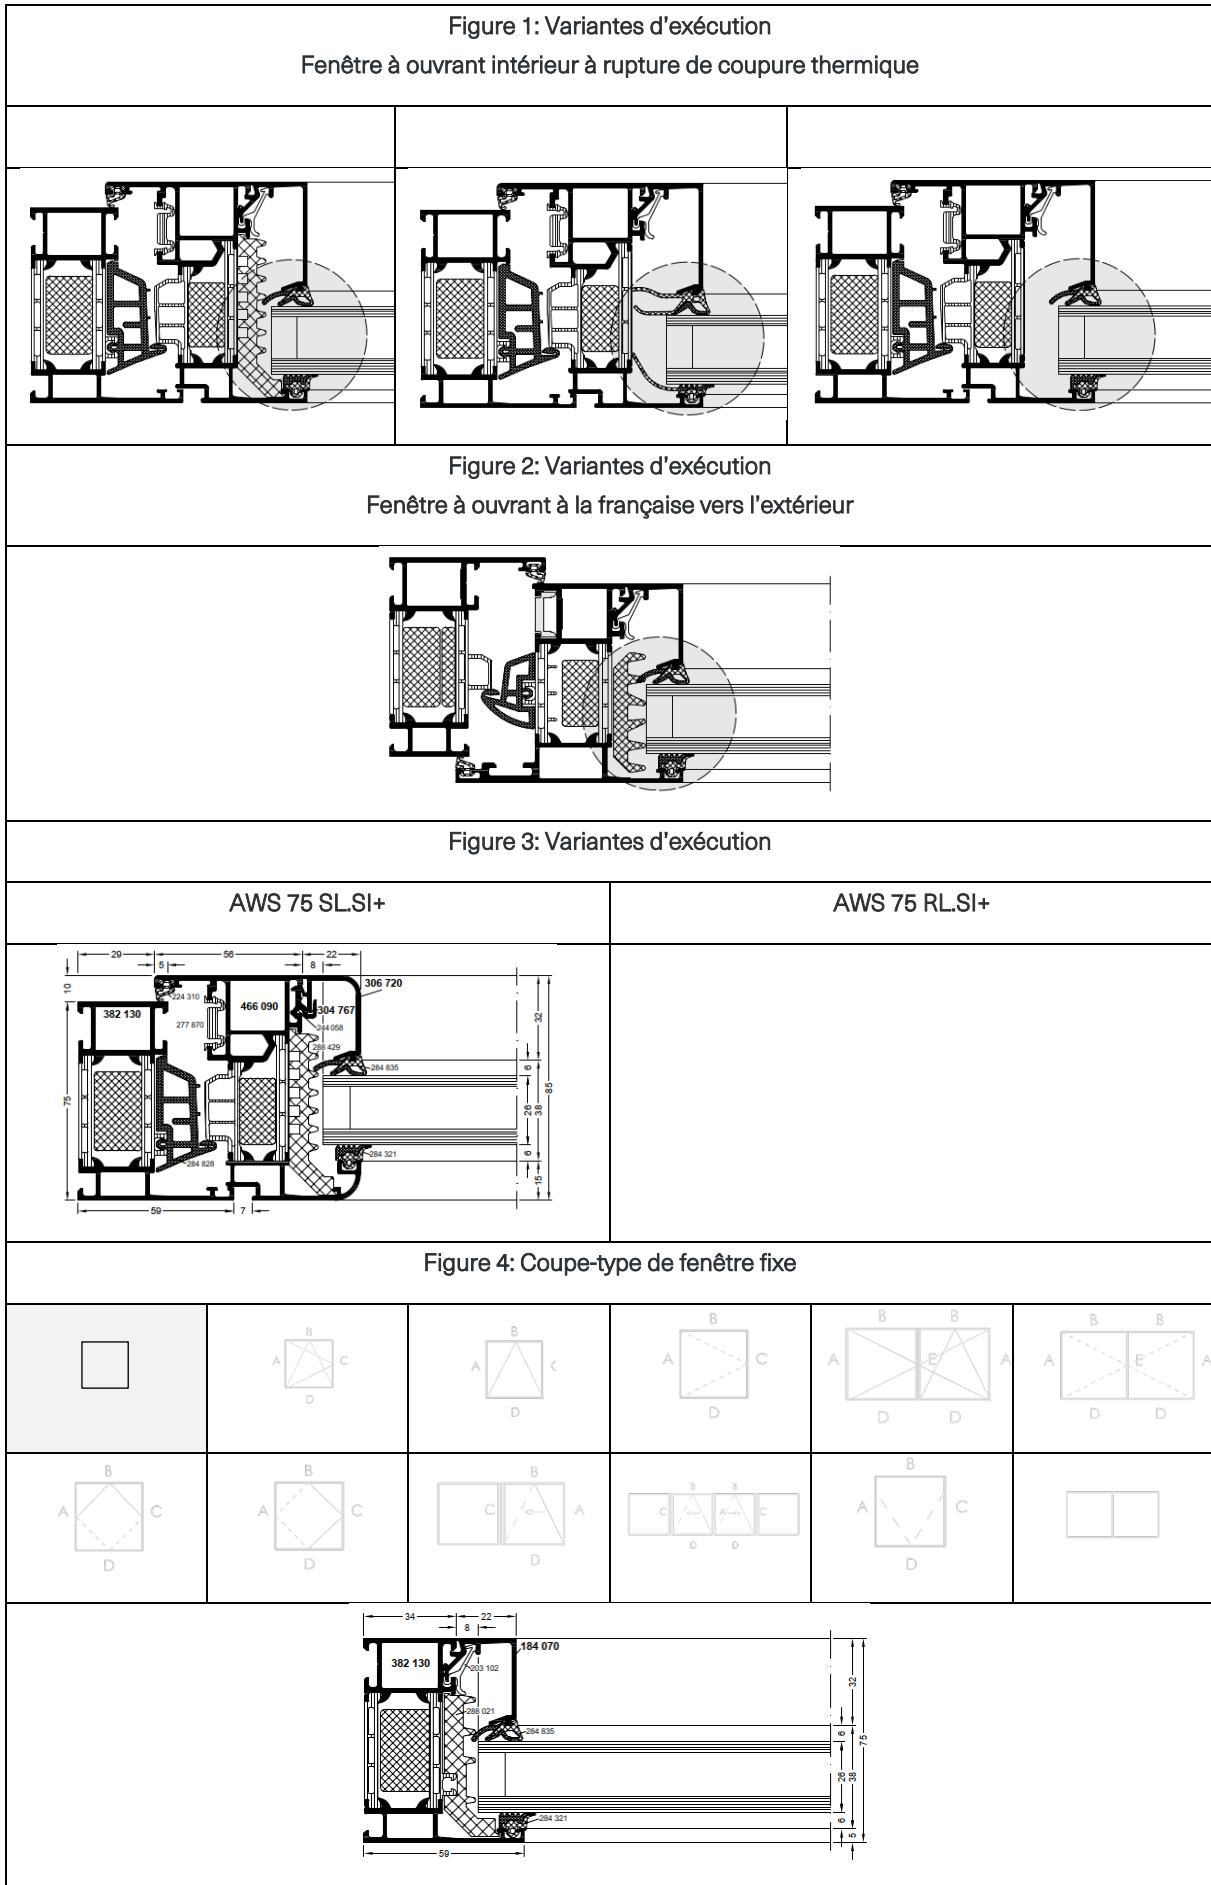 Figure 1: Variantes d’exécution
Fenêtre à ouvrant intérieur à rupture de coupure thermique
Figure 2: Variantes d’exécution
Fenêtre à ouvrant à la française vers l’extérieur
Figure 3: Variantes d’exécution
AWS 75 SL.SI+
AWS 75 RL.SI+
29
56
22
5
8
10
306 720
224 310
382 130
466 090
304 767
277 870
244 058
32
288 429
284 835
6
75
26
38
85
284 321
6
284 828
15
59
7
Figure 4: Coupe-type de fenêtre fixe
B
A
C
D
B
A
C
D
B
A
C
D
B
B
A
E
A
D
D
B
B
A
E
A
D
D
B
A
C
D
B
A
C
D
B
C
A
D
B
B
C
A
C
D
D
B
A
C
D
34
22
8
184 070
382 130
203 102
32
288 021
284 835
6
75
26
38
284 321
6
5
59